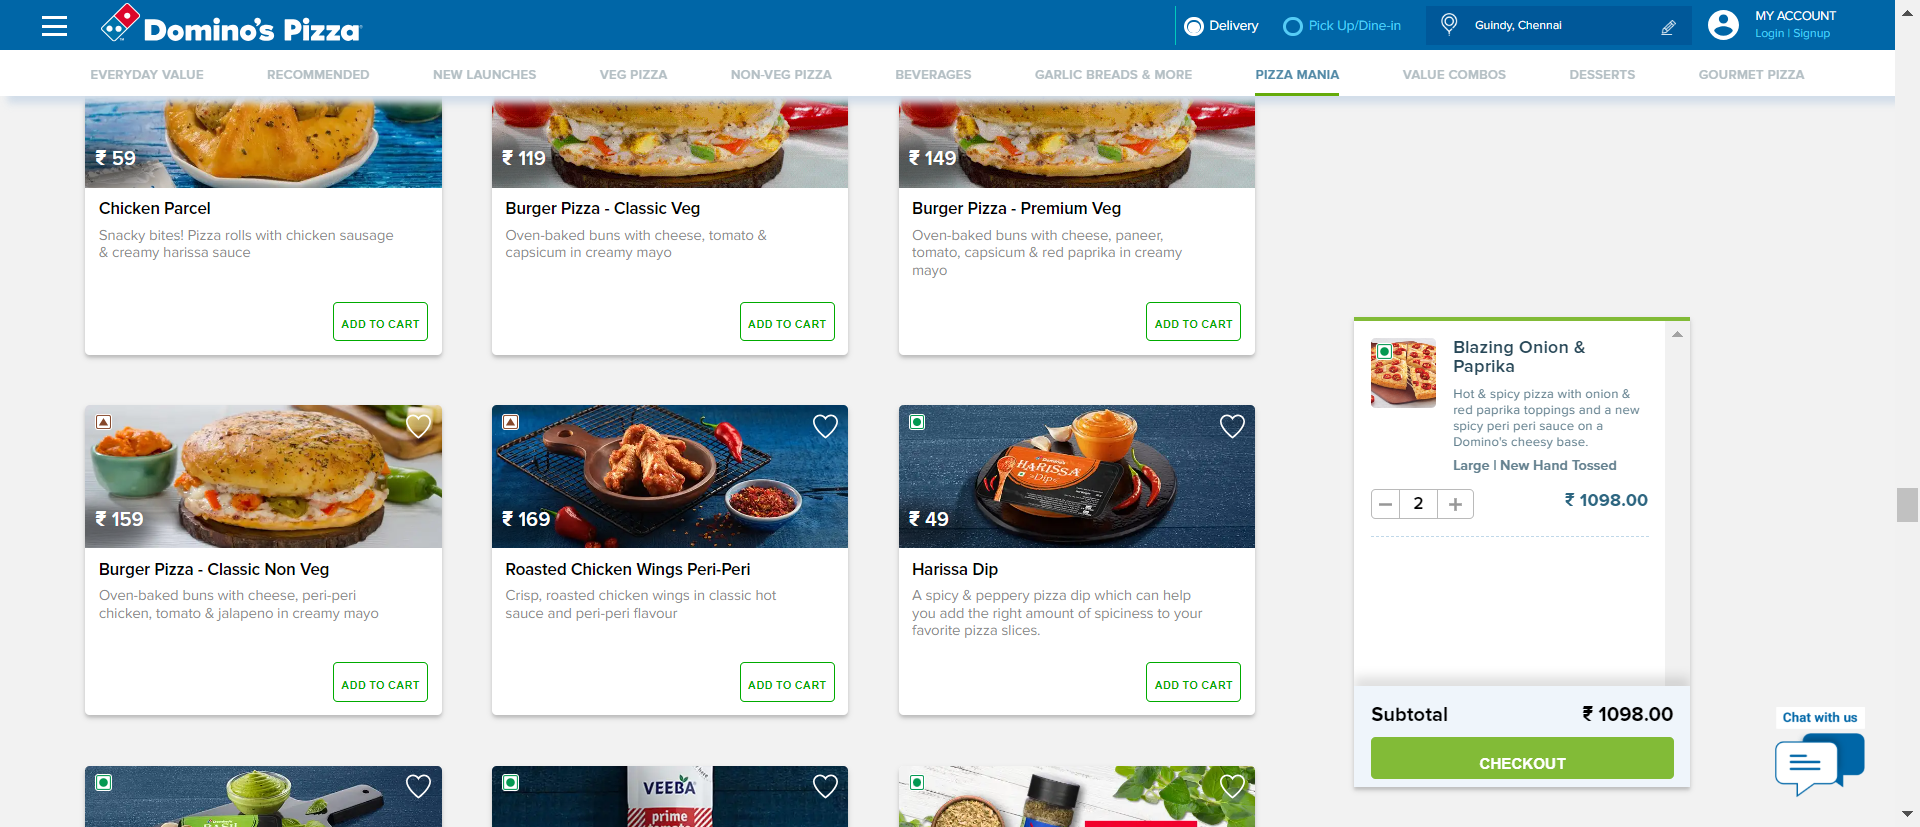 Domino's Pizza
Delivery
Pick Up/Dine-in
Guindy, Chennai
MY ACCOUNT
Login | Signup
EVERYDAY VALUE
RECOMMENDED
NEW LAUNCHES
VEG PIZZA
NON-VEG PIZZA
BEVERAGES
GARLIC BREADS & MORE
PIZZA MANIA
VALUE COMBOS
DESSERTS
GOURMET PIZZA
₹ 59
Chicken Parcel
Snacky bites! Pizza rolls with chicken sausage
& creamy harissa sauce
ADD TO CART
₹ 119
Burger Pizza - Classic Veg
Oven-baked buns with cheese, tomato &
capsicum in creamy mayo
ADD TO CART
₹ 149
Burger Pizza - Premium Veg
Oven-baked buns with cheese, paneer,
tomato, capsicum & red paprika in creamy
mayo
ADD TO CART
₹ 159
Burger Pizza - Classic Non Veg
Oven-baked buns with cheese, peri-peri
chicken, tomato & jalapeno in creamy mayo
ADD TO CART
₹ 169
Roasted Chicken Wings Peri-Peri
Crisp, roasted chicken wings in classic hot
sauce and peri-peri flavour
ADD TO CART
HARISSA
Dip
₹ 49
Harissa Dip
A spicy & peppery pizza dip which can help
you add the right amount of spiciness to your
favorite pizza slices.
ADD TO CART
VEEBA
prime
Blazing Onion &
Paprika
Hot & spicy pizza with onion &
red paprika toppings and a new
spicy peri peri sauce on a
Domino's cheesy base.
Large | New Hand Tossed
2
₹ 1098.00
Subtotal
₹ 1098.00
CHECKOUT
Chat with us